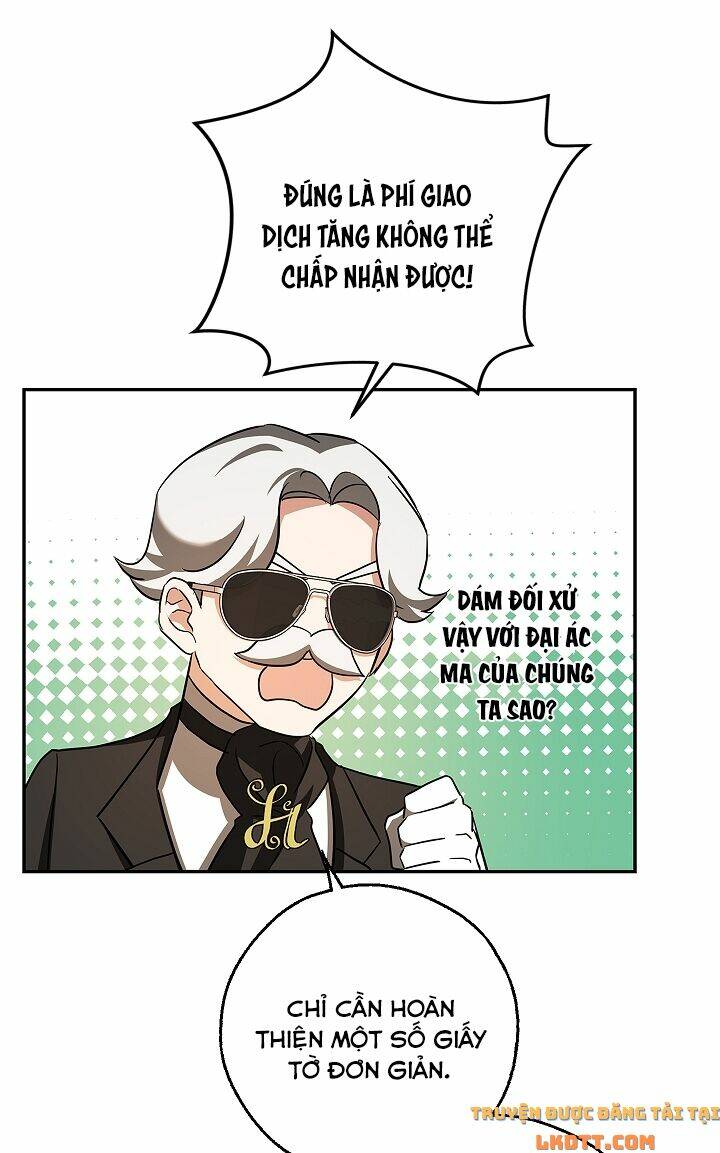 ĐÚNG LÀ PHÍ GIAO
DỊCH TĂNG KHÔNG THỂ
CHẤP NHẬN ĐƯỢC!
DÁM ĐỐI XỬ
VẬY VỚI ĐẠI ÁC
MA CỦA CHÚNG
TA SAO?
CHỈ CẦN HOÀN
THIỆN MỘT SỐ GIẤY
TỜ ĐƠN GIẢN.
TRUYỆN ĐƯỢC ĐĂNG TẢI TẠI
LKDTT.COM